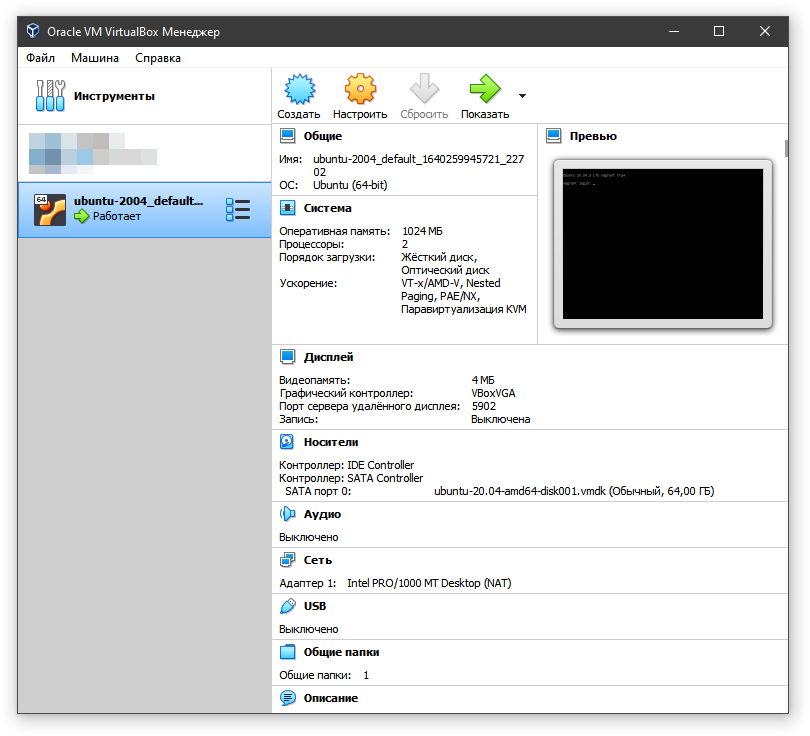 Oracle VM VirtualBox Менеджер
Файл Машина Справка
Инструменты
Создать Настроить Сбросить Показать
64
ubuntu-2004_default...
Работает
Общие
Имя: ubuntu-2004_default_1640259945721_227
02
ОС: Ubuntu (64-bit)
Превью
Система
Оперативная память: 1024 МБ
Процессоры: 2
Порядок загрузки: Жёсткий диск,
Оптический диск
Ускорение: VT-x/AMD-V, Nested
Paging, PAE/NX,
Паравиртуализация KVM
Дисплей
Видеопамять: 4 МБ
Графический контроллер: VBoxVGA
Порт сервера удалённого дисплея: 5902
Запись: Выключена
Носители
Контроллер: IDE Controller
Контроллер: SATA Controller
SATA порт 0: ubuntu-20.04-amd64-disk001.vmdk (Обычный, 64,00 ГБ)
Аудио
Выключено
Сеть
Адаптер 1: Intel PRO/1000 MT Desktop (NAT)
USB
Выключено
Общие папки
Общие папки: 1
Описание